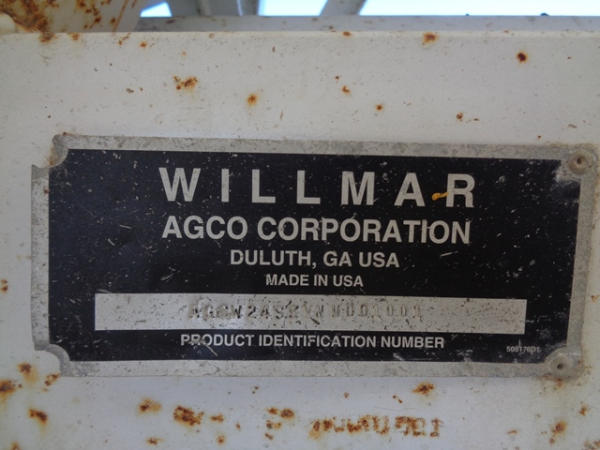 WILLMAR
AGCO CORPORATION
DULUTH, GA USA
MADE IN USA
PRODUCT IDENTIFICATION NUMBER